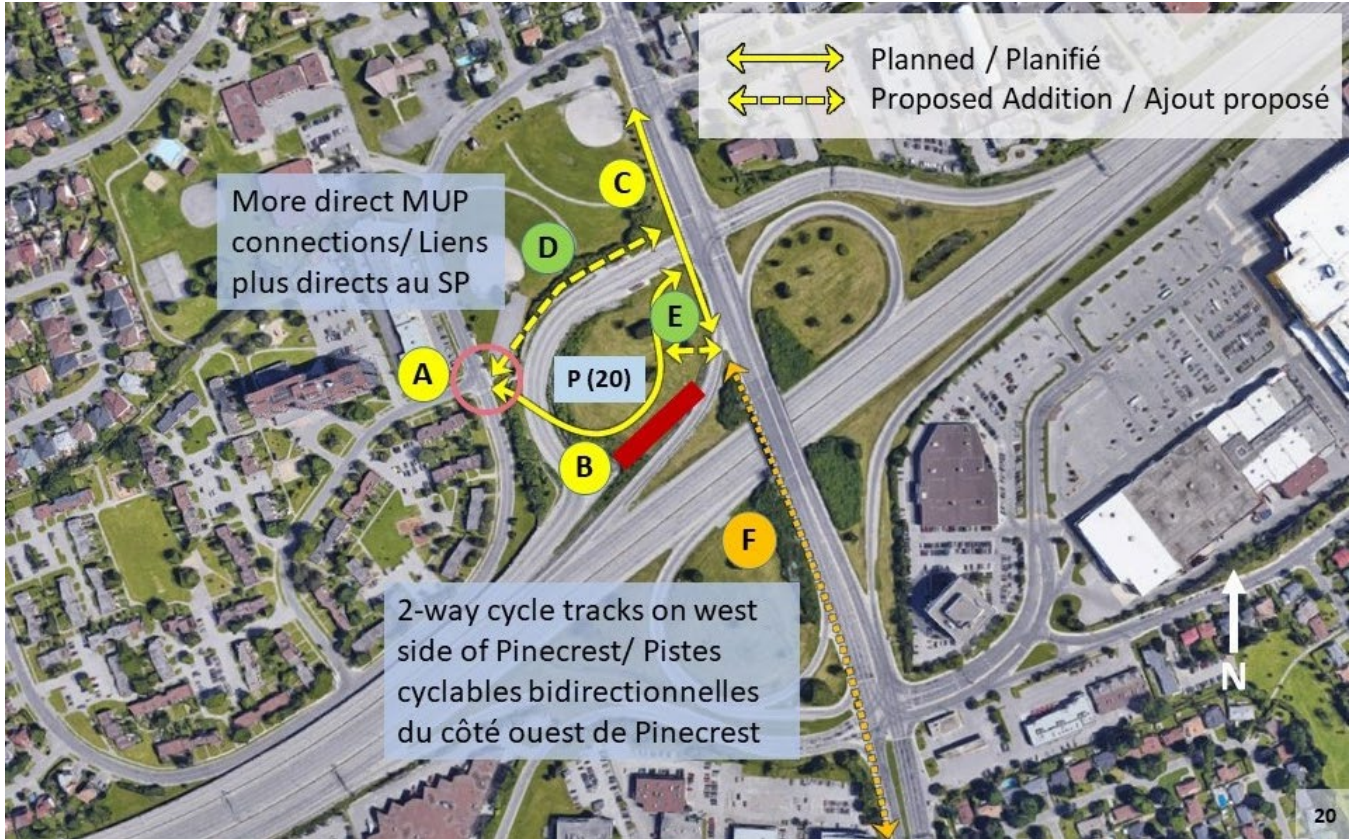 Planned / Planifié
Proposed Addition / Ajout proposé
More direct MUP
connections/ Liens
plus directs au SP
C
D
E
A
P (20)
B
F
2-way cycle tracks on west
side of Pinecrest/ Pistes
cyclables bidirectionnelles
du côté ouest de Pinecrest
N
20